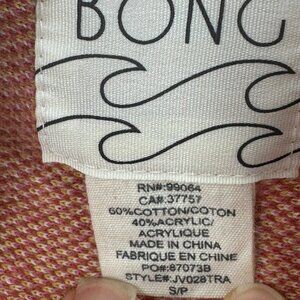 BONG
RN#:99064
CA#:37757
60%COTTON/COTON
40%ACRYLIC/
ACRYLIQUE
MADE IN CHINA
FABRIQUE EN CHINE
PO#:87073B
STYLE#:JV028TRA
S/P